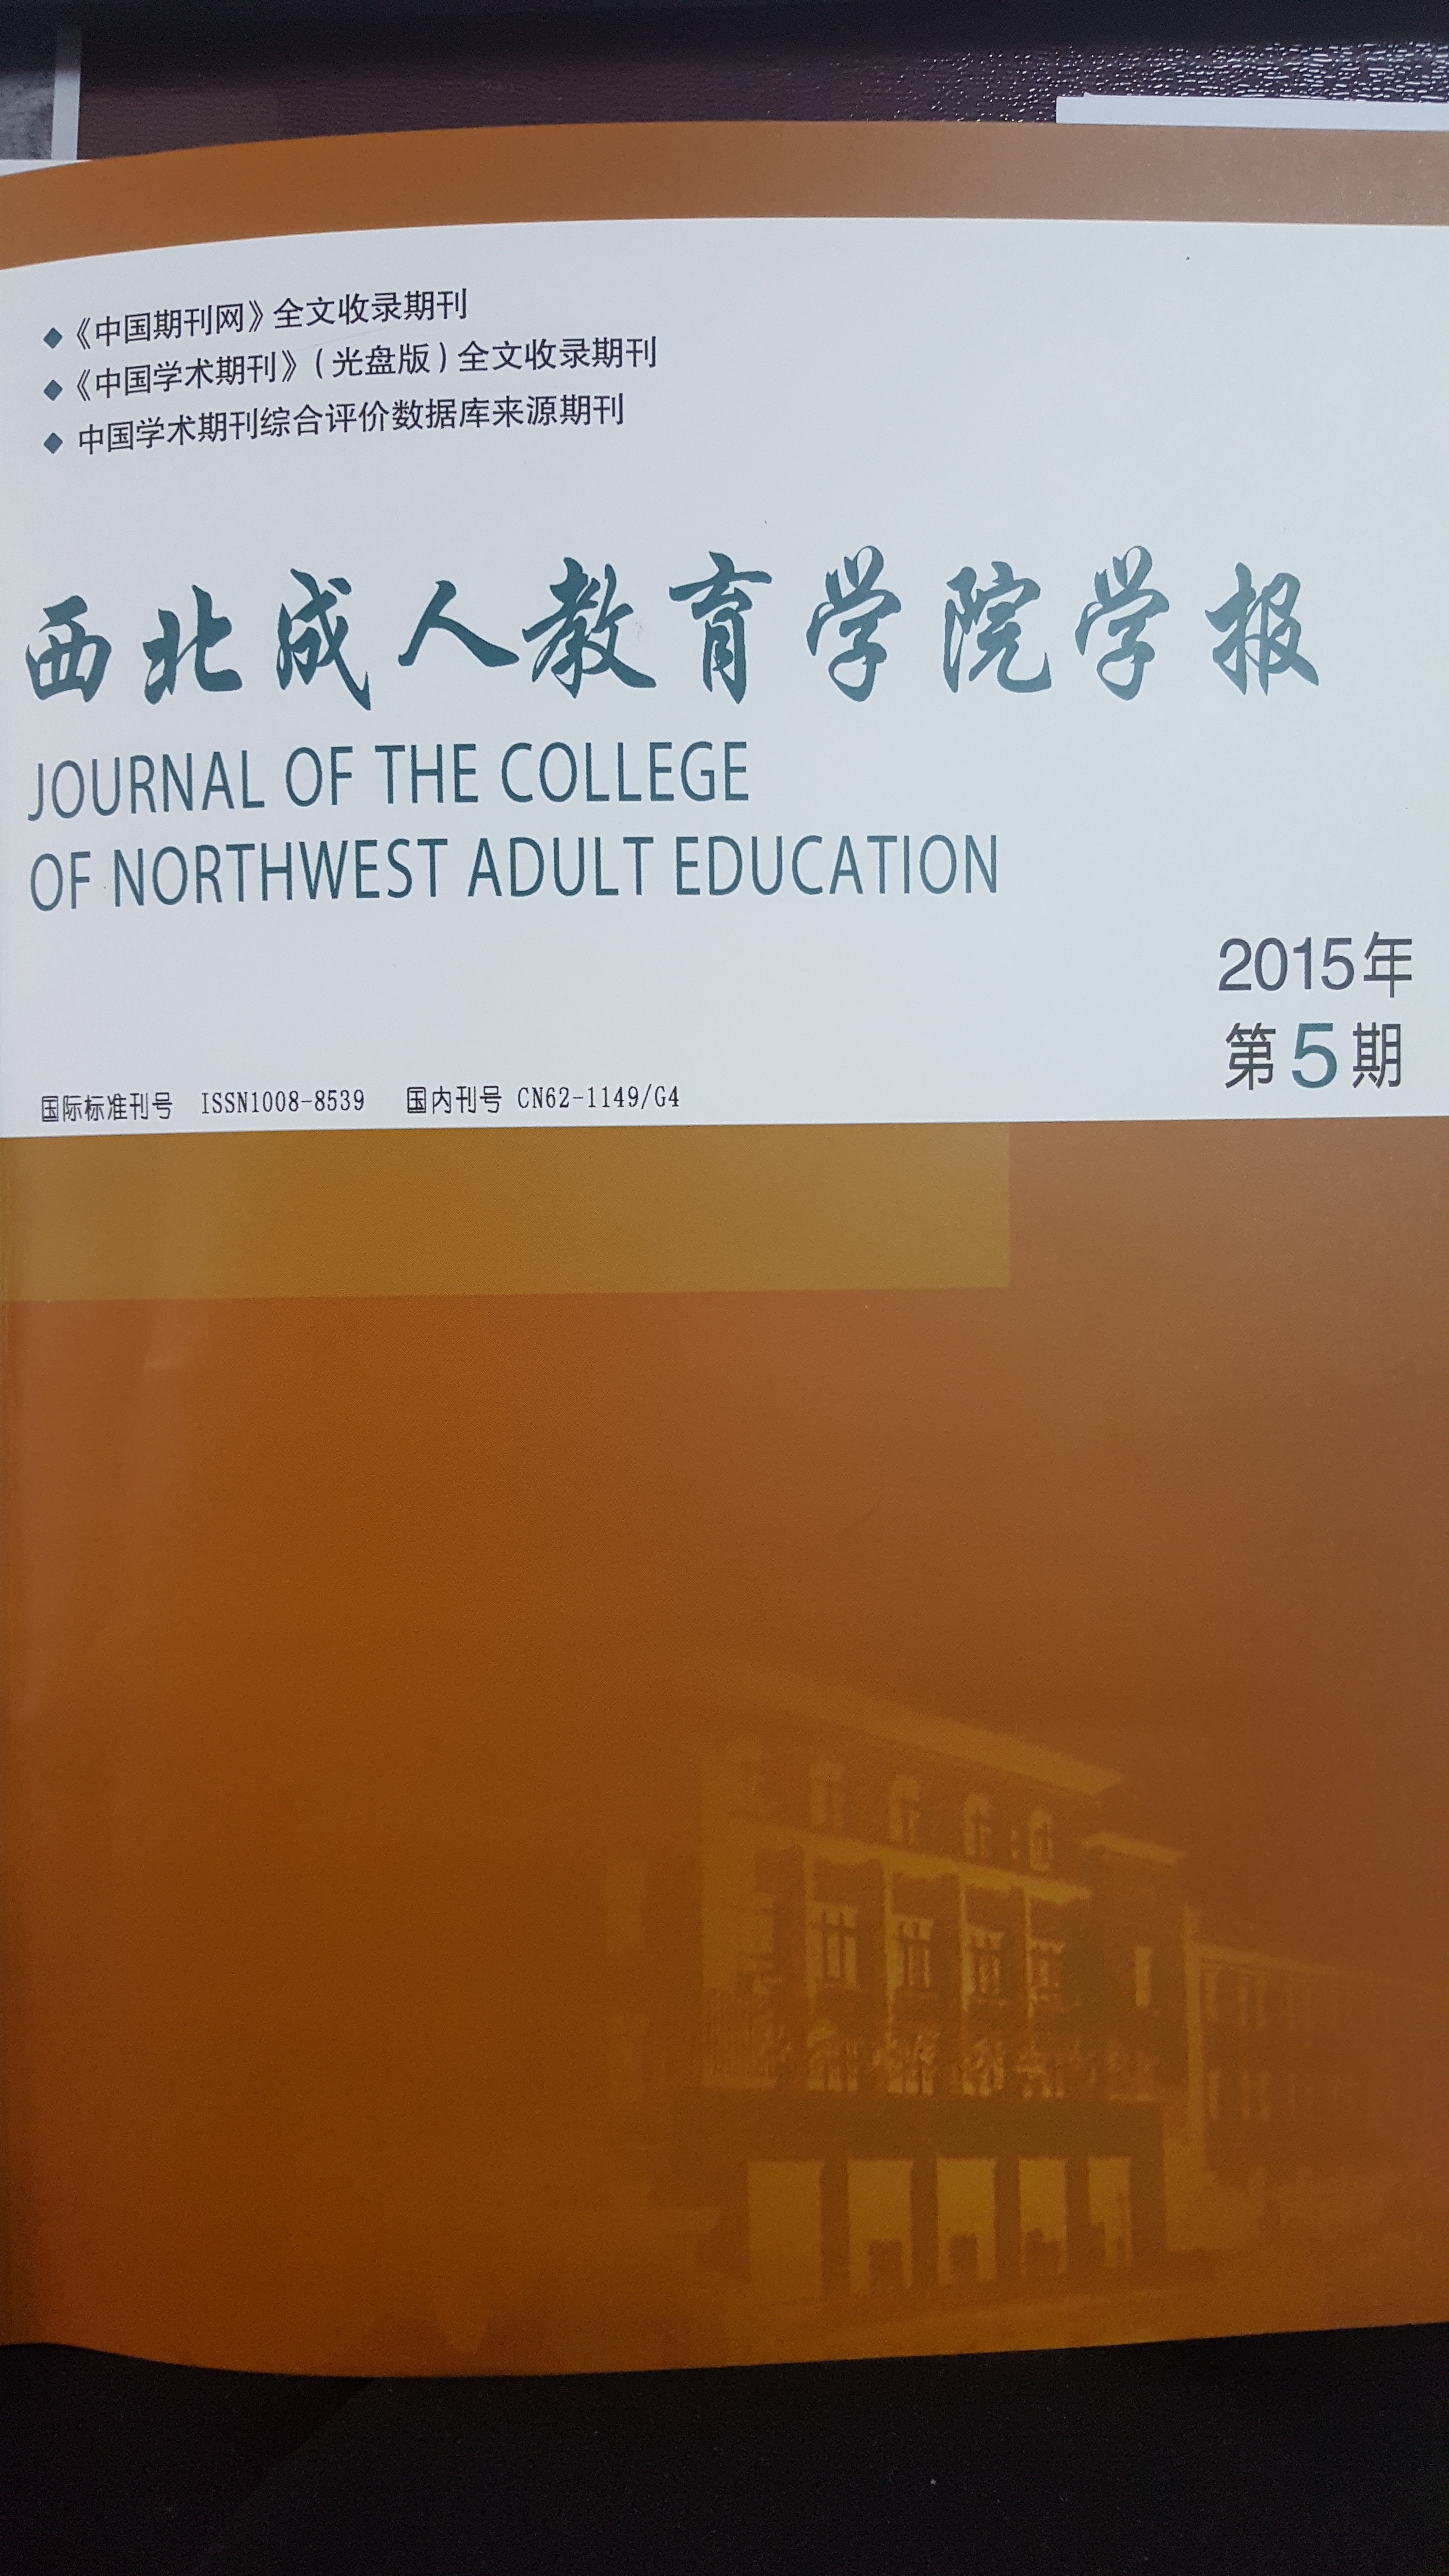 ◆《中国期刊网》全文收录期刊
◆《中国学术期刊》(光盘版)全文收录期刊
◆ 中国学术期刊综合评价数据库来源期刊
西北成人教育学院学报
JOURNAL OF THE COLLEGE
OF NORTHWEST ADULT EDUCATION
2015年
第5期
国际标准刊号 ISSN1008-8539 国内刊号 CN62-1149/G4